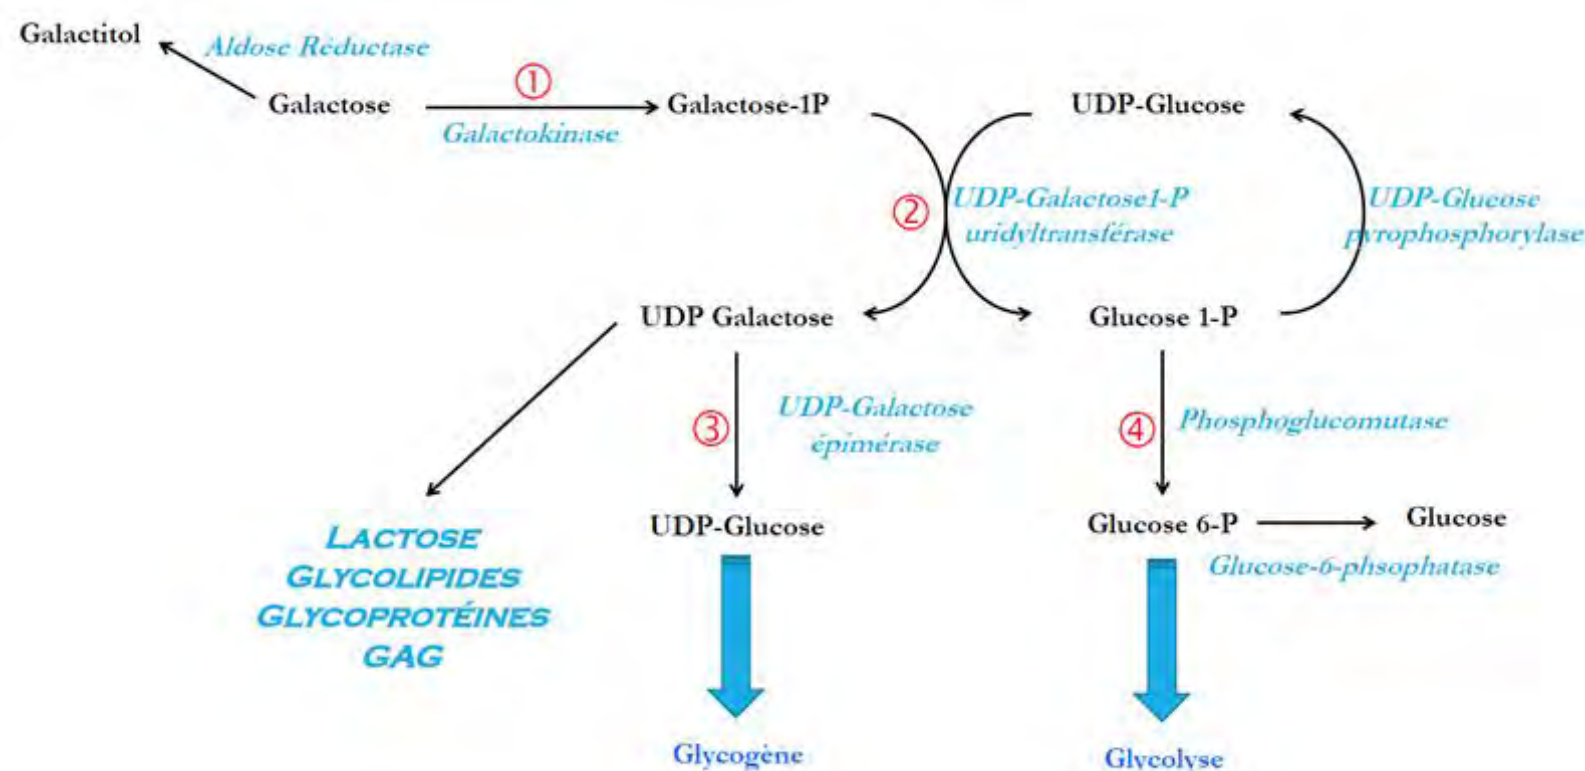 Galactitol
Aldose Réductase
①
Galactose
Galactose-1P
UDP-Glucose
Galactokinase
②
UDP-Galactose1-P
uridyltransférase
UDP-Glucose
pyrophosphorylase
UDP Galactose
Glucose 1-P
③
UDP-Galactose
épimérase
④
Phosphoglucomutase
LACTOSE
GLYCOLIPIDES
GLYCOPROTÉINES
GAG
UDP-Glucose
Glucose 6-P
Glucose
Glucose-6-phsophatase
Glycogène
Glycolyse